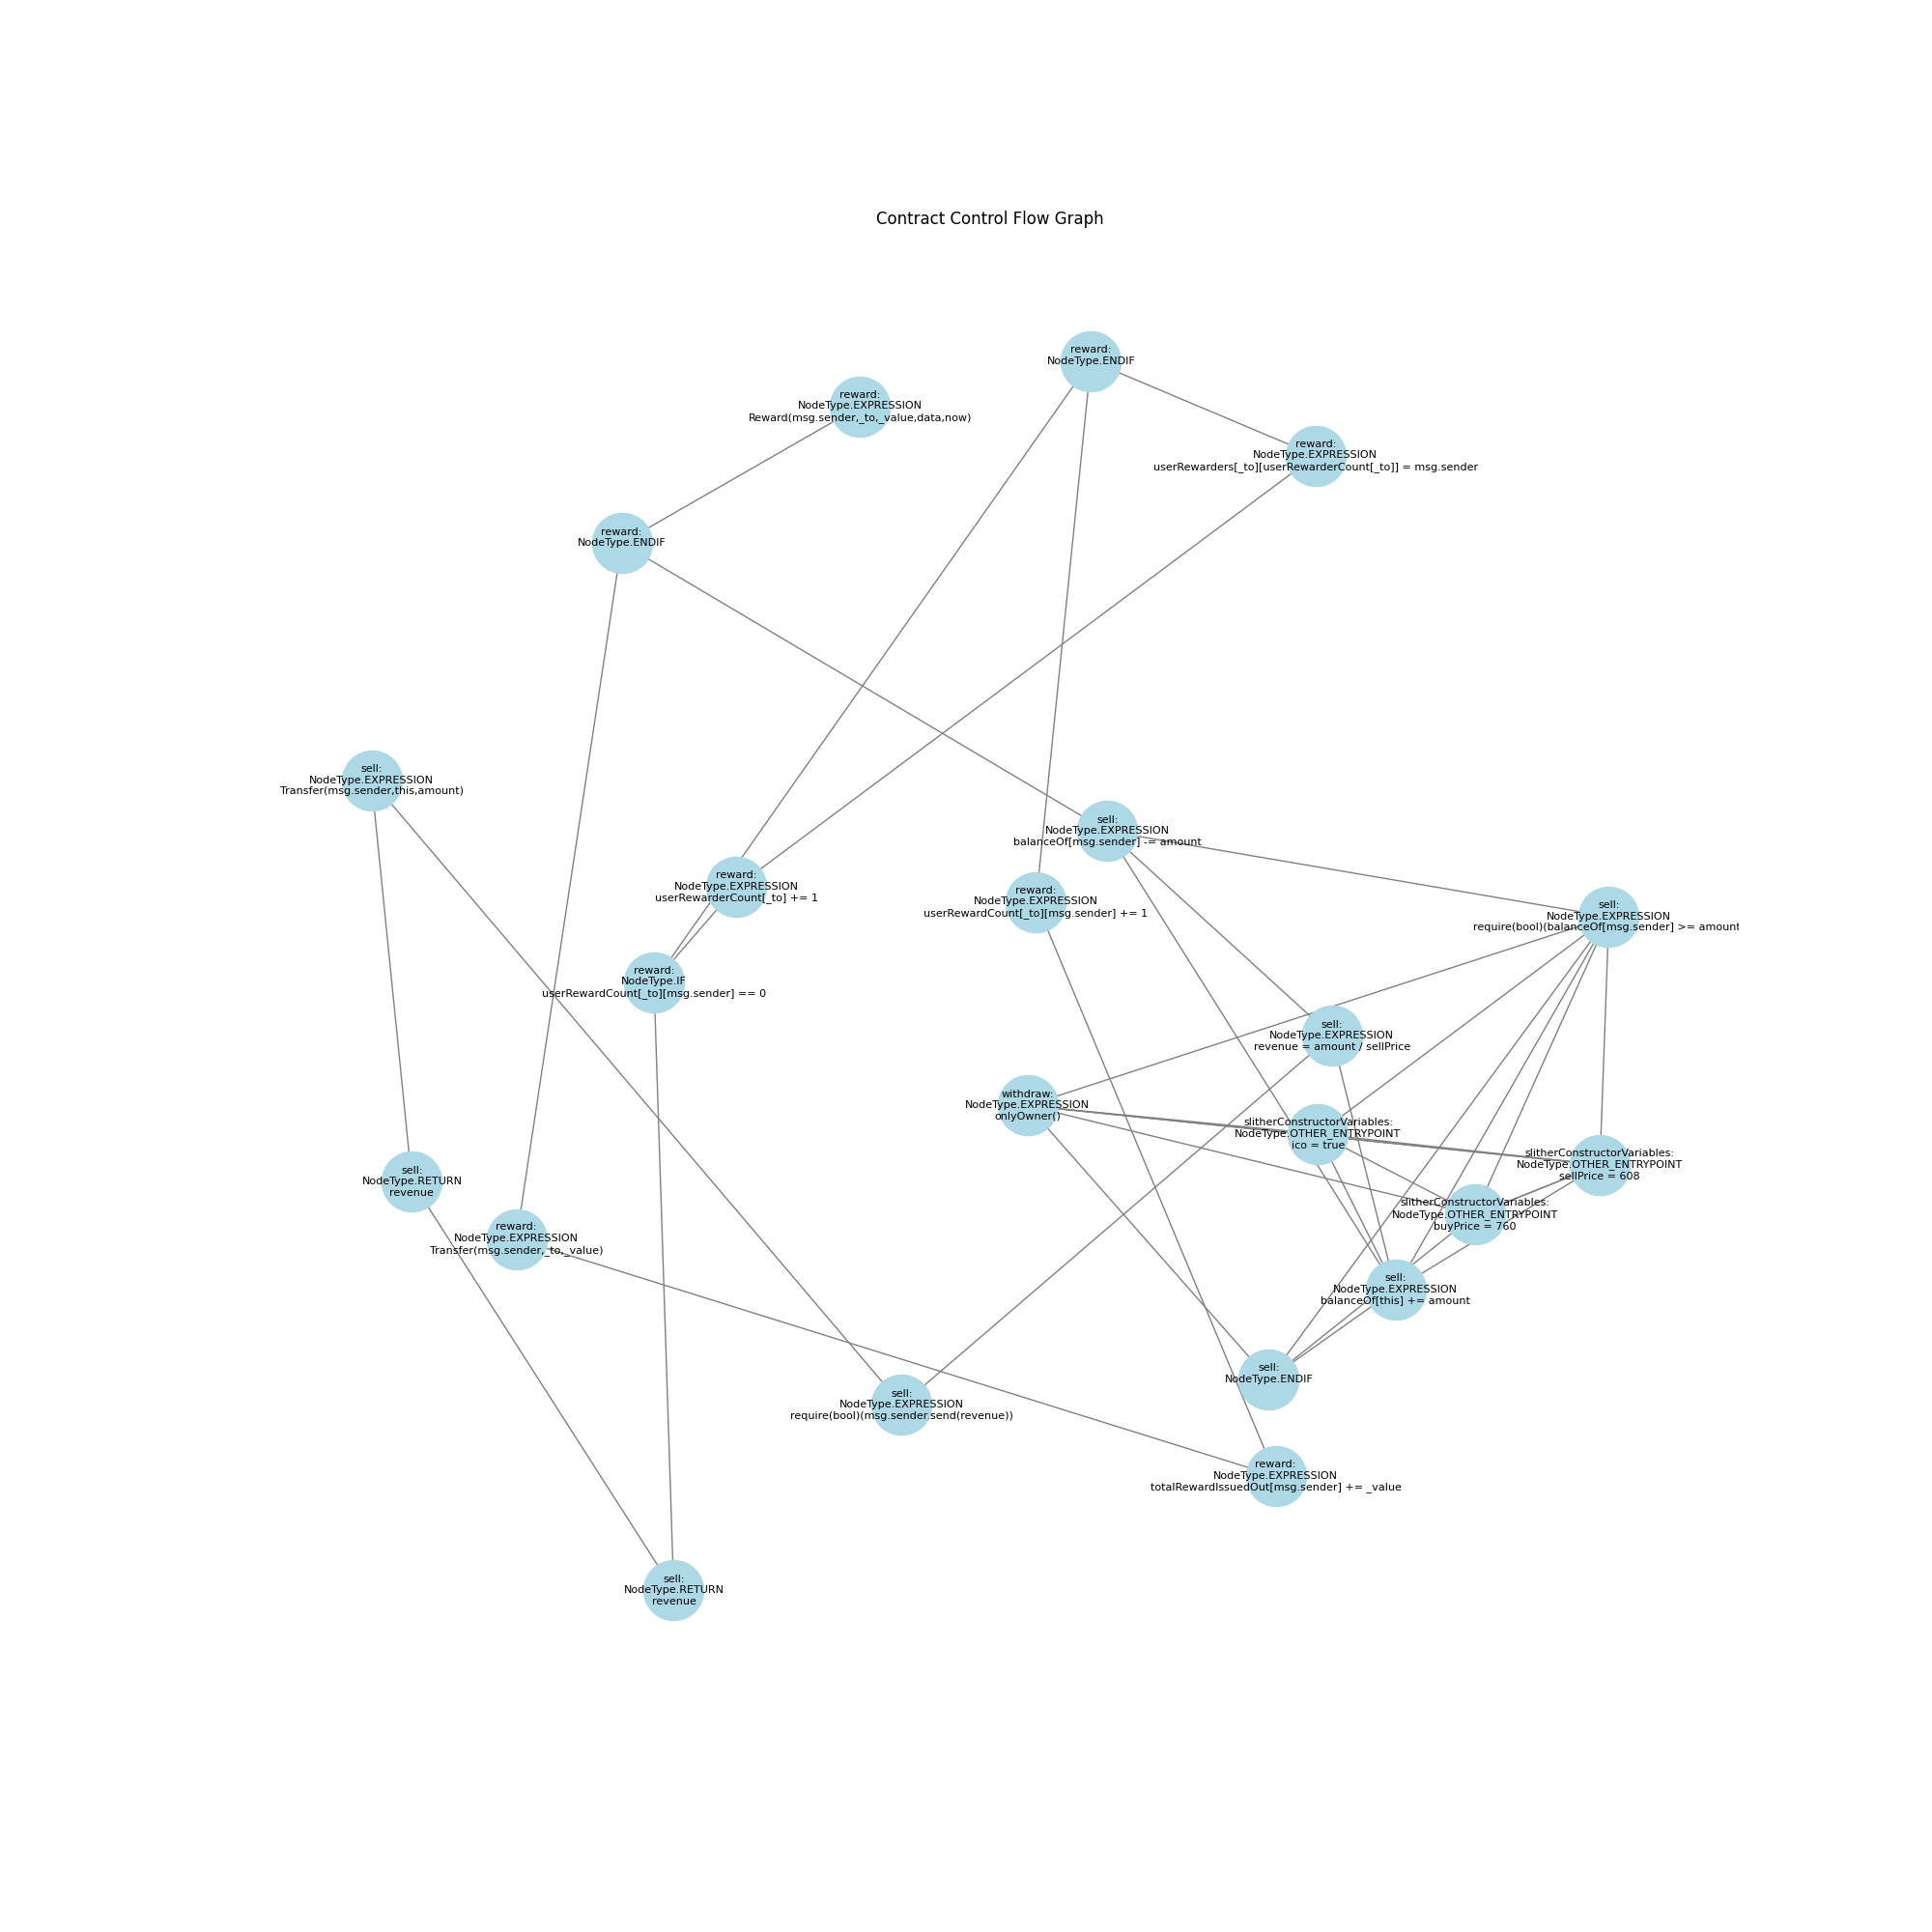 Contract Control Flow Graph
reward:
NodeType.ENDIF
reward:
NodeType.EXPRESSION
Reward(msg.sender,_to,_value,data,now)
reward:
NodeType.EXPRESSION
userRewarders[_to][userRewarderCount[_to]] = msg.sender
reward:
NodeType.ENDIF
sell:
NodeType.EXPRESSION
Transfer(msg.sender,this,amount)
sell:
NodeType.EXPRESSION
balanceOf[msg.sender] -= amount
reward:
NodeType.EXPRESSION
userRewarderCount[_to] += 1
reward:
NodeType.EXPRESSION
userRewardCount[_to][msg.sender] += 1
sell:
NodeType.EXPRESSION
require(bool)(balanceOf[msg.sender] >= amount
reward:
NodeType.IF
userRewardCount[_to][msg.sender] == 0
sell:
NodeType.EXPRESSION
revenue = amount / sellPrice
withdraw:
NodeType.EXPRESSION
onlyOwner()
slitherConstructorVariables:
NodeType.OTHER_ENTRYPOINT
ico = true
slitherConstructorVariables:
NodeType.OTHER_ENTRYPOINT
sellPrice = 608
sell:
NodeType.RETURN
revenue
slitherConstructorVariables:
NodeType.OTHER_ENTRYPOINT
buyPrice = 760
reward:
NodeType.EXPRESSION
Transfer(msg.sender,_to,_value)
sell:
NodeType.EXPRESSION
balanceOf[this] += amount
sell:
NodeType.ENDIF
sell:
NodeType.EXPRESSION
require(bool)(msg.sender.send(revenue))
reward:
NodeType.EXPRESSION
totalRewardIssuedOut[msg.sender] += _value
sell:
NodeType.RETURN
revenue